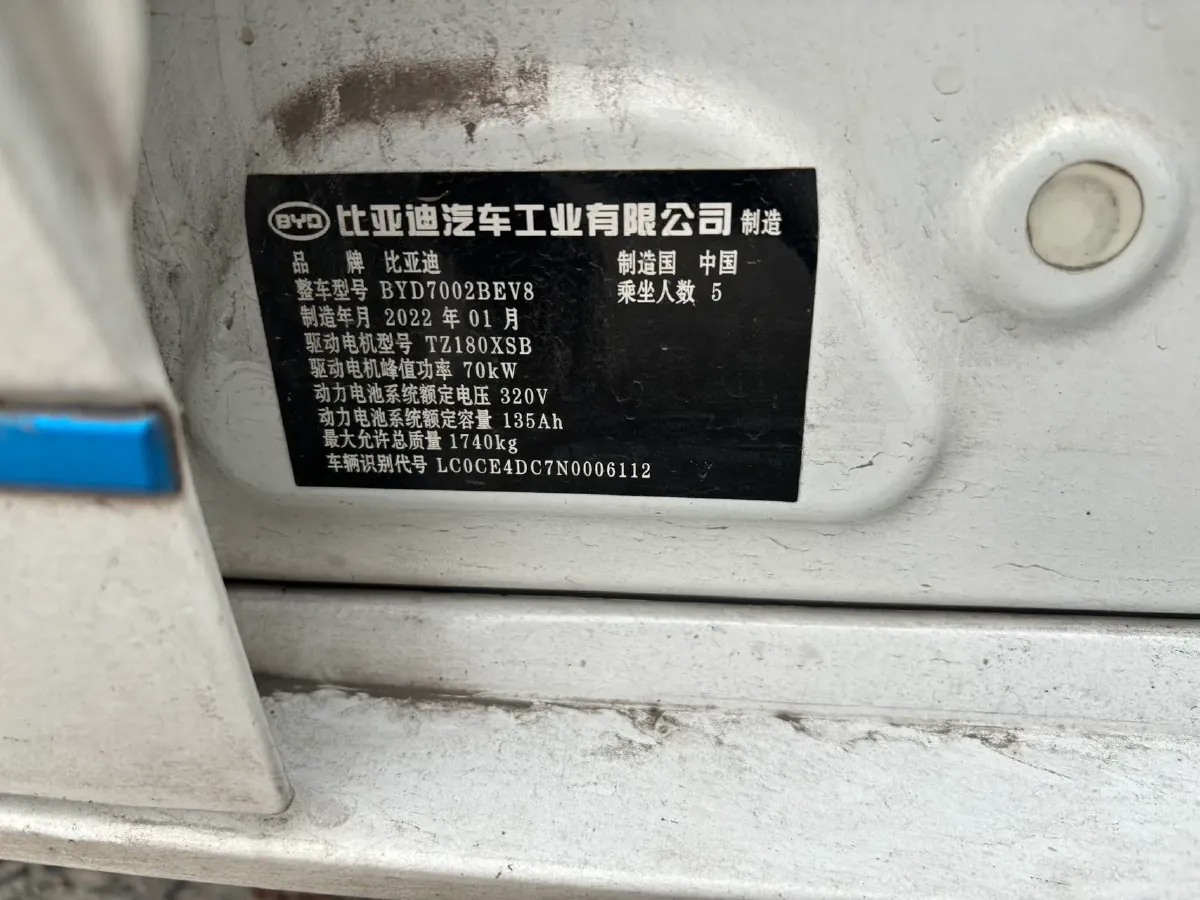 BYD 比亚迪汽车工业有限公司 制造
品 牌 比亚迪 制造国 中国
整车型号 BYD7002BEV8 乘坐人数 5
制造年月 2022 年 01 月
驱动电机型号 TZ180XSB
驱动电机峰值功率 70kW
动力电池系统额定电压 320V
动力电池系统额定容量 135Ah
最大允许总质量 1740kg
车辆识别代号 LC0CE4DC7N0006112